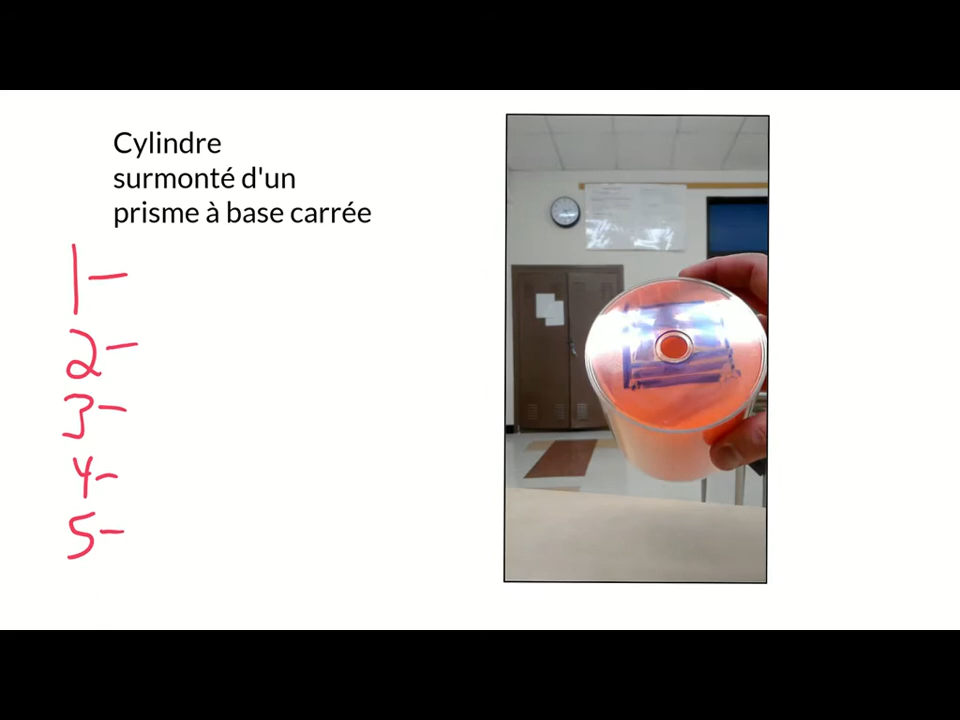 Cylindre
surmonté d'un
prisme à base carrée
1-
2-
3-
4-
5-